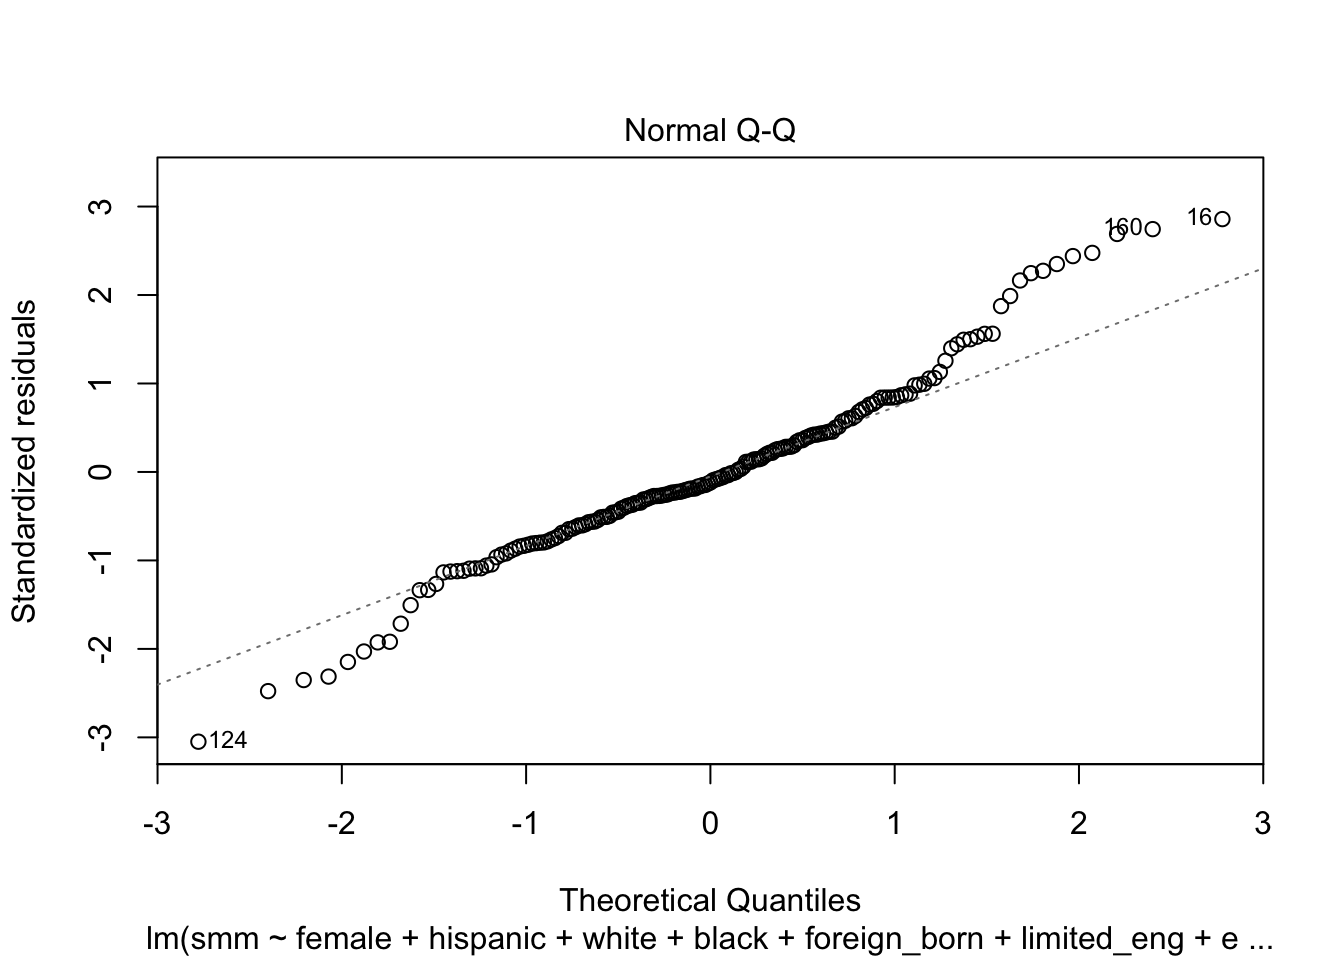 Normal Q-Q
Standardized residuals
3
2
1
0
-1
-2
-3
160
16
124
-3 -2 -1 0 1 2 3
Theoretical Quantiles
lm(smm ~ female + hispanic + white + black + foreign_born + limited_eng + e ...